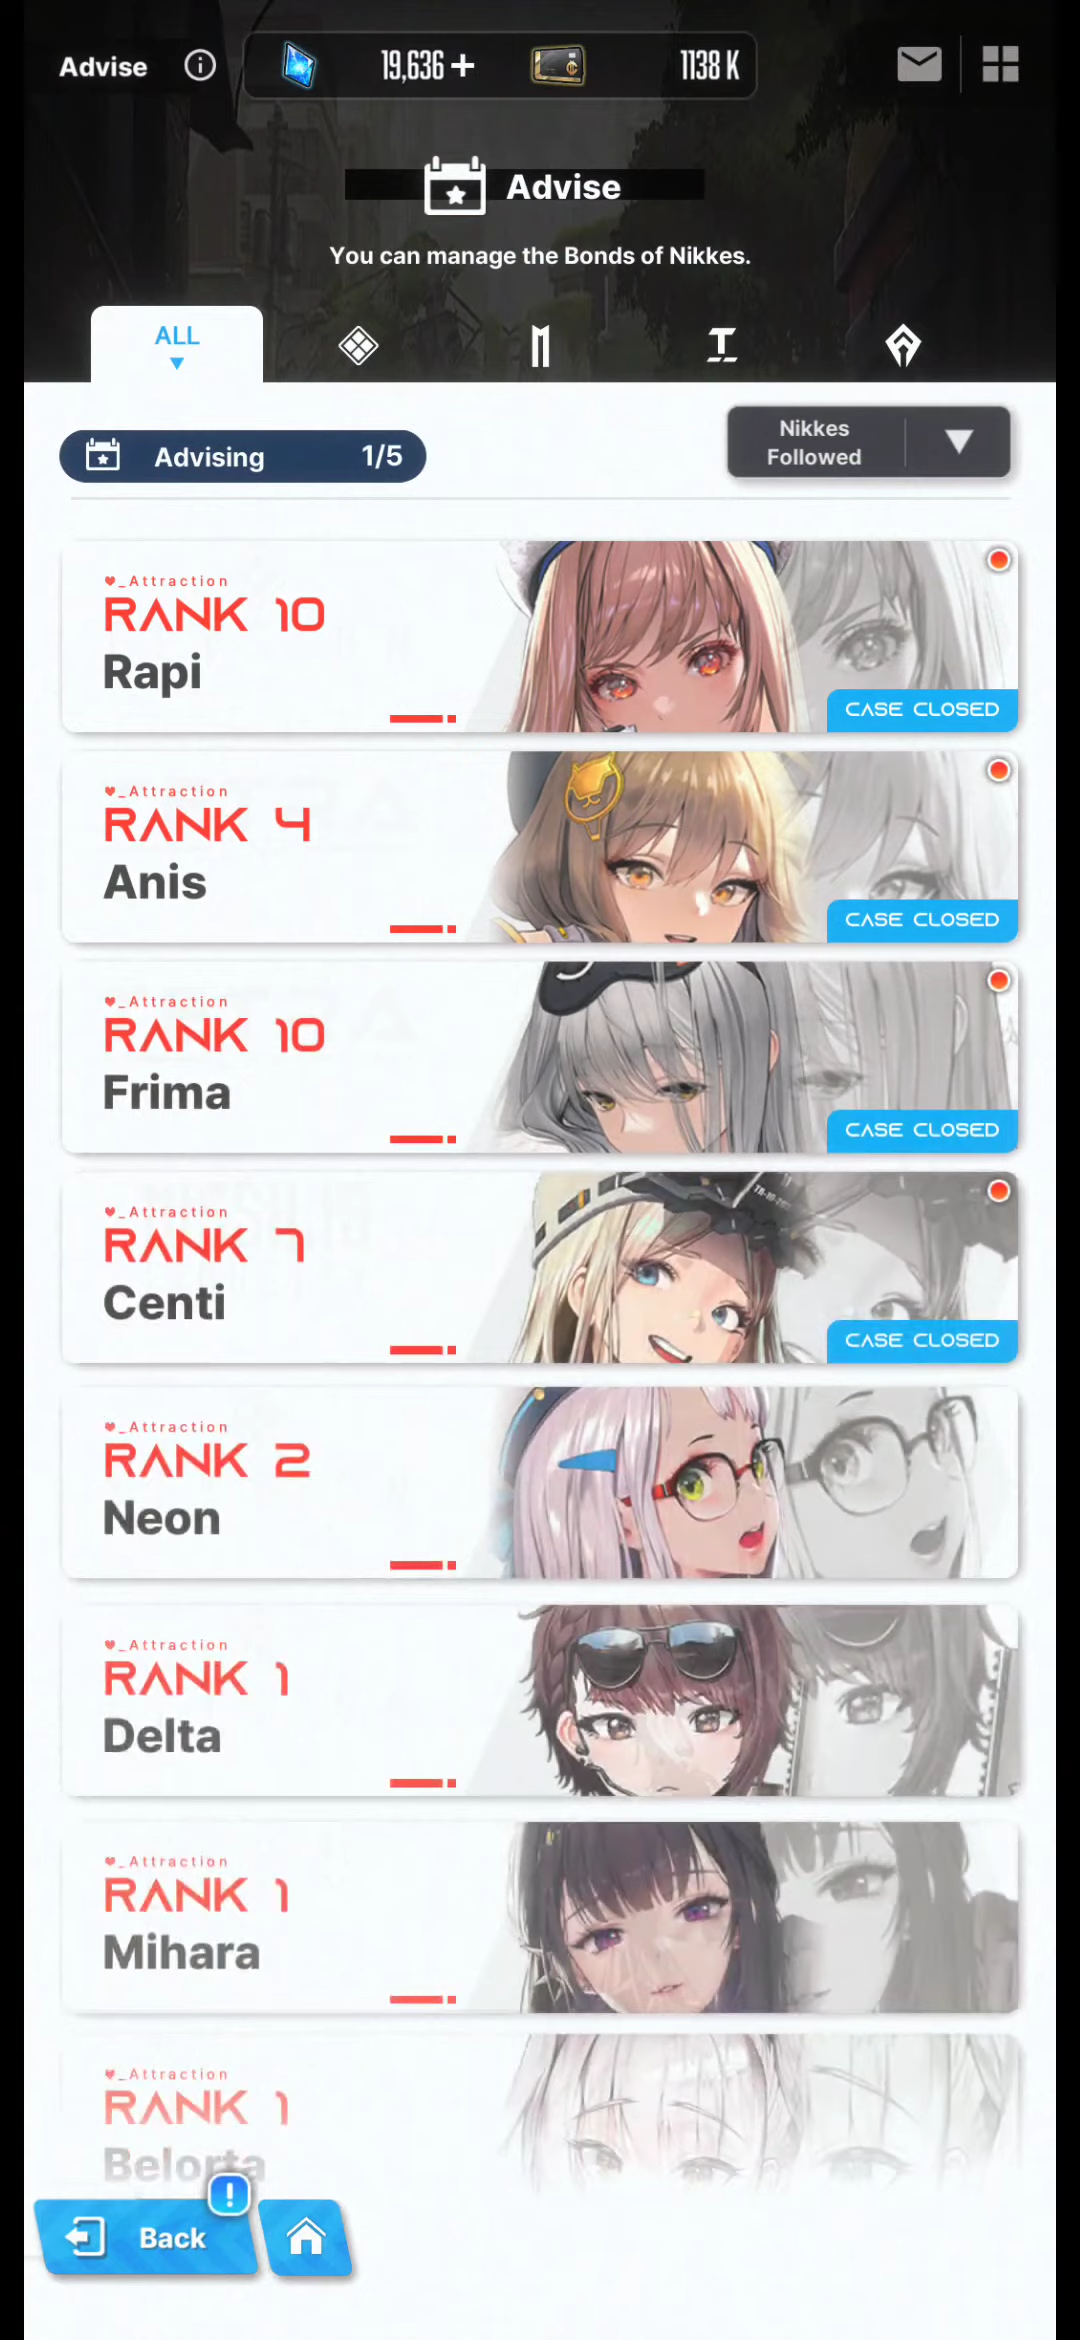 Advise
19,636 +
1138 K
Advise
You can manage the Bonds of Nikkes.
ALL
Advising 1/5
Nikkes
Followed
Attraction
RANK 10
Rapi
CASE CLOSED
Attraction
RANK 4
Anis
CASE CLOSED
Attraction
RANK 10
Frima
CASE CLOSED
Attraction
RANK 7
Centi
CASE CLOSED
Attraction
RANK 2
Neon
Attraction
RANK 1
Delta
Attraction
RANK 1
Mihara
Attraction
RANK 1
Belorta
Back